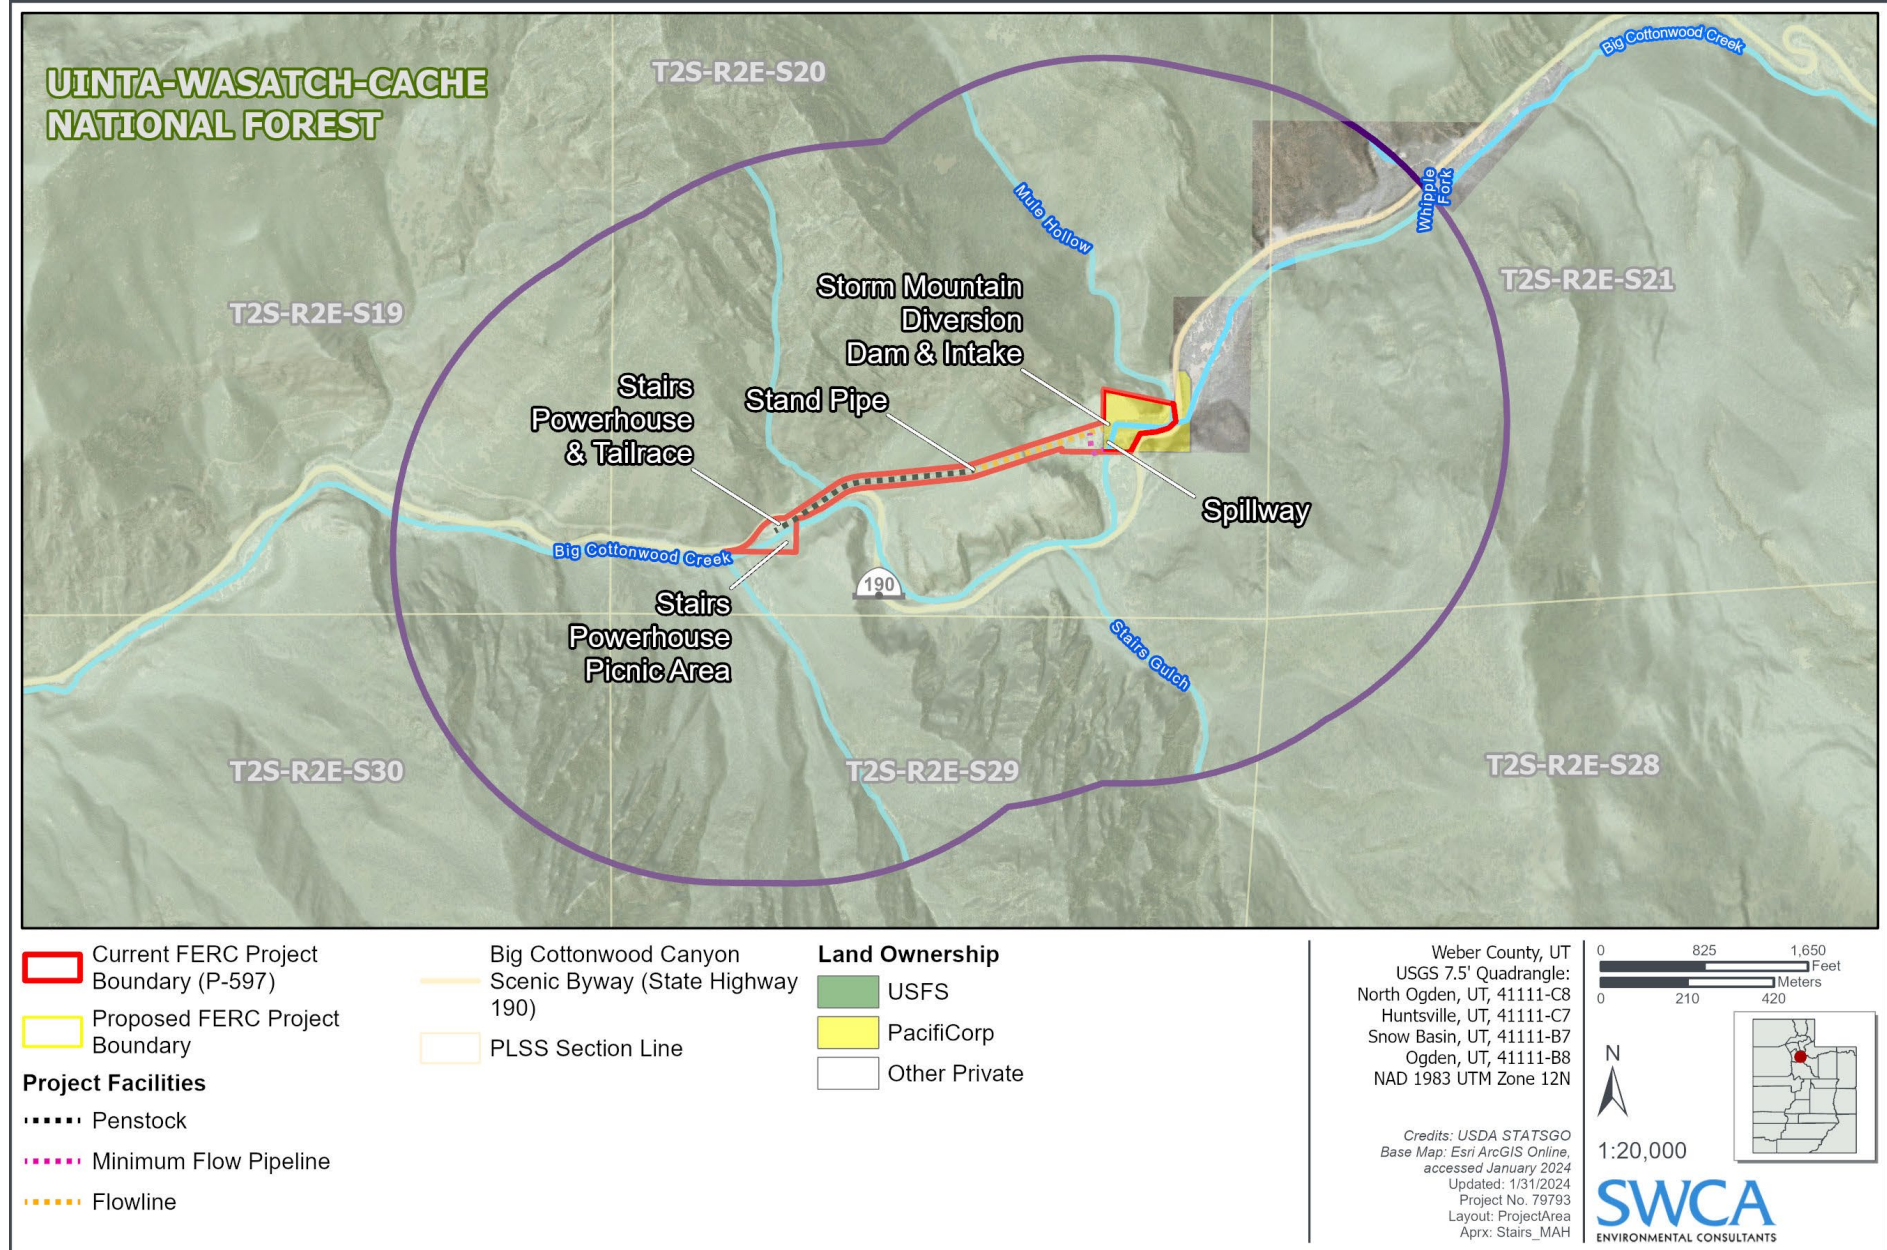 UINTA-WASATCH-CACHE
NATIONAL FOREST
T2S-R2E-S20
Big Cottonwood Creek
Whipple
Fork
Mule Hollow
T2S-R2E-S19
T2S-R2E-S21
Storm Mountain
Diversion
Dam & Intake
Stairs
Powerhouse
& Tailrace
Stand Pipe
Spillway
Big Cottonwood Creek
190
Stairs
Powerhouse
Picnic Area
Stairs Gulch
T2S-R2E-S30
T2S-R2E-S29
T2S-R2E-S28
Current FERC Project
Boundary (P-597)
Proposed FERC Project
Boundary
Project Facilities
Penstock
Minimum Flow Pipeline
Flowline
Big Cottonwood Canyon
Scenic Byway (State Highway
190)
PLSS Section Line
Land Ownership
USFS
PacifiCorp
Other Private
Weber County, UT
USGS 7.5' Quadrangle:
North Ogden, UT, 41111-C8
Huntsville, UT, 41111-C7
Snow Basin, UT, 41111-B7
Ogden, UT, 41111-B8
NAD 1983 UTM Zone 12N
Credits: USDA STATSGO
Base Map: Esri ArcGIS Online,
accessed January 2024
Updated: 1/31/2024
Project No. 79793
Layout: ProjectArea
Aprx: Stairs_MAH
0 825 1,650
Feet
Meters
0 210 420
N
1:20,000
SWCA
ENVIRONMENTAL CONSULTANTS